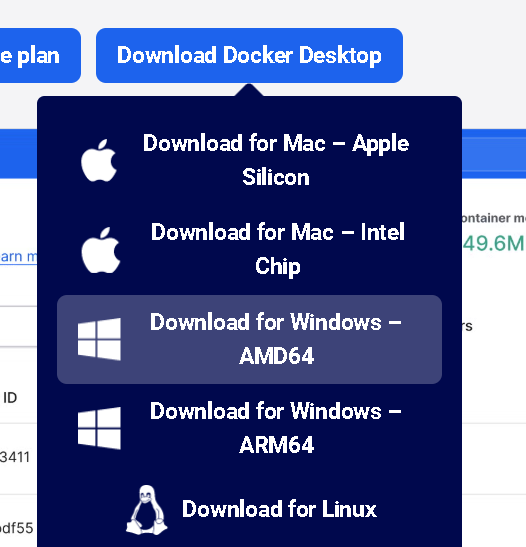 e plan
Download Docker Desktop
Download for Mac – Apple
Silicon
Download for Mac – Intel
Chip
Download for Windows –
AMD64
Download for Windows –
ARM64
Download for Linux
ontainer m
49.6M
arn m
rs
ID
3411
odf55